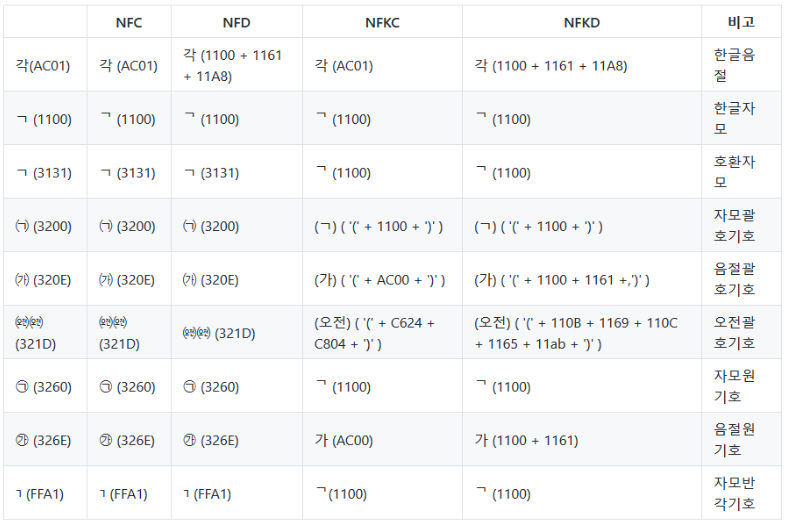 NFC NFD NFKC NFKD 비고
각(AC01) 각 (AC01) 각 (1100 + 1161 + 11A8) 각 (AC01) 각 (1100 + 1161 + 11A8) 한글음절
ㄱ (1100) ᄀ (1100) ᄀ (1100) ᄀ (1100) ᄀ (1100) 한글자모
ㄱ (3131) ㄱ (3131) ㄱ (3131) ᄀ (1100) ᄀ (1100) 호환자모
㈀ (3200) ㈀ (3200) ㈀ (3200) (ㄱ) ( '(' + 1100 + ')' ) (ㄱ) ( '(' + 1100 + ')' ) 자모괄호기호
㈎ (320E) ㈎ (320E) ㈎ (320E) (가) ( '(' + AC00 + ')' ) (가) ( '(' + 1100 + 1161 +,')' ) 음절괄호기호
㈝㈝ (321D) ㈝㈝ (321D) ㈝㈝ (321D) (오전) ( '(' + C624 + C804 + ')' ) (오전) ( '(' + 110B + 1169 + 110C + 1165 + 11ab + ')' ) 오전괄호기호
㉠ (3260) ㉠ (3260) ㉠ (3260) ᄀ (1100) ᄀ (1100) 자모원기호
㉮ (326E) ㉮ (326E) ㉮ (326E) 가 (AC00) 가 (1100 + 1161) 음절원기호
ﾡ (FFA1) ﾡ (FFA1) ﾡ (FFA1) ᄀ(1100) ᄀ (1100) 자모반각기호